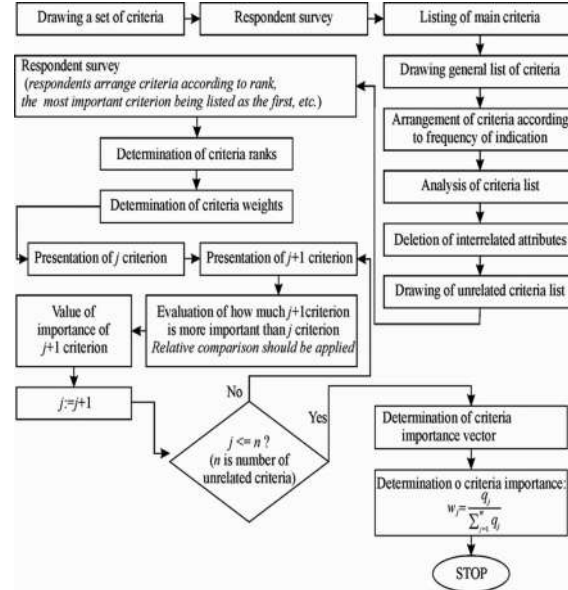 Drawing a set of criteria
Respondent survey
Listing of main criteria
Drawing general list of criteria
Arrangement of criteria according
to frequency of indication
Analysis of criteria list
Deletion of interrelated attributes
Drawing of unrelated criteria list
Respondent survey
(respondents arrange criteria according to rank,
the most important criterion being listed as the first, etc.)
Determination of criteria ranks
Determination of criteria weights
Presentation of j criterion
Presentation of j+1 criterion
Evaluation of how much j+1criterion
is more important than j criterion
Relative comparison should be applied
Value of
importance of
j+1 criterion
j:=j+1
j <= n ?
(n is number of
unrelated criteria)
No
Yes
Determination of criteria
importance vector
Determination o criteria importance:
w_j = q_j / ∑_{j=1}^{n} q_j
STOP